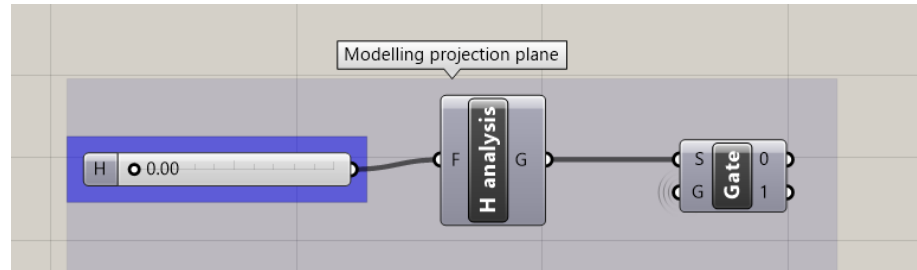 Modelling projection plane
H 0.00
F H analysis G
S Gate 0
G 1